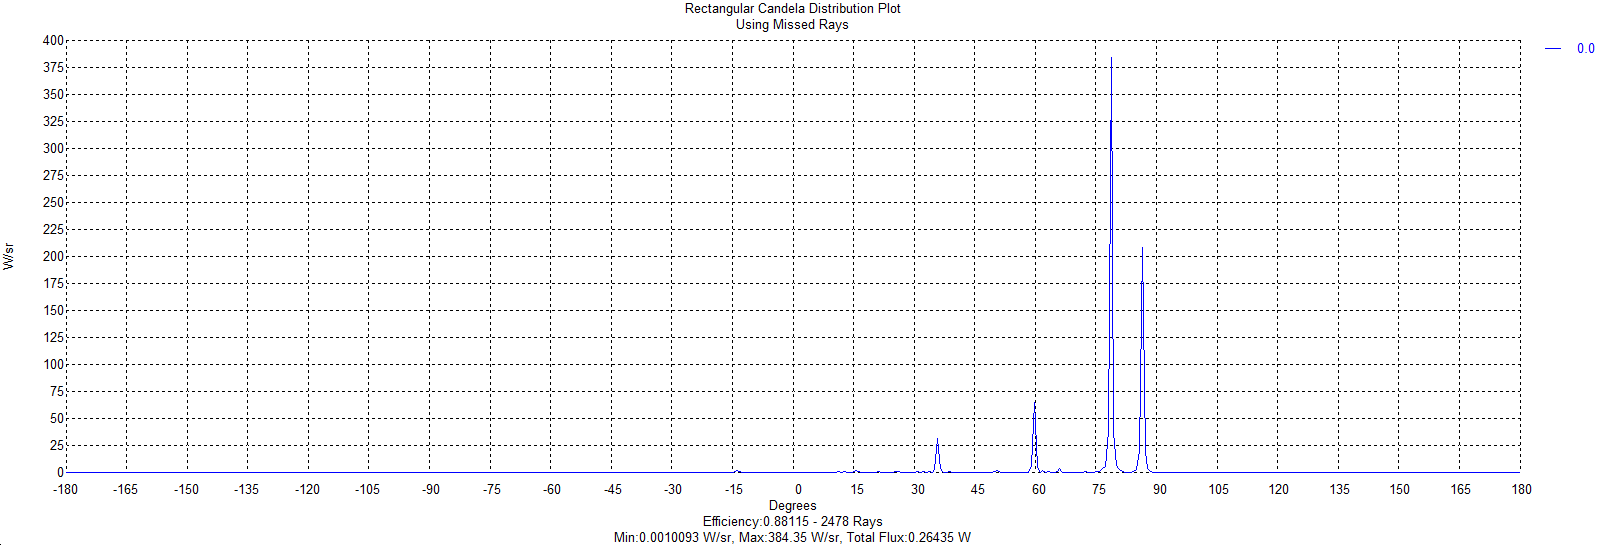 Rectangular Candela Distribution Plot
Using Missed Rays
0.0
400
375
350
325
300
275
250
225
200
175
150
125
100
75
50
25
0
W/sr
-180 -165 -150 -135 -120 -105 -90 -75 -60 -45 -30 -15 0 15 30 45 60 75 90 105 120 135 150 165 180
Degrees
Efficiency:0.88115 - 2478 Rays
Min:0.0010093 W/sr, Max:384.35 W/sr, Total Flux:0.26435 W